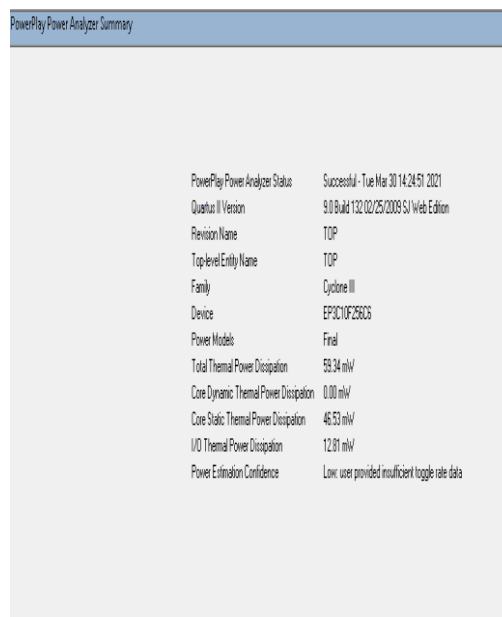 PowerPlay Power Analyzer Summary
PowerPlay Power Analyzer Status Successful - Tue Mar 30 14:24:51 2021
Quartus II Version 9.0 Build 132 02/25/2009 SJ Web Edition
Revision Name TOP
Top-level Entity Name TOP
Family Cyclone III
Device EP3C10F256C6
Power Models Final
Total Thermal Power Dissipation 59.34 mW
Core Dynamic Thermal Power Dissipation 0.00 mW
Core Static Thermal Power Dissipation 46.53 mW
I/O Thermal Power Dissipation 12.81 mW
Power Estimation Confidence Low: user provided insufficient toggle rate data